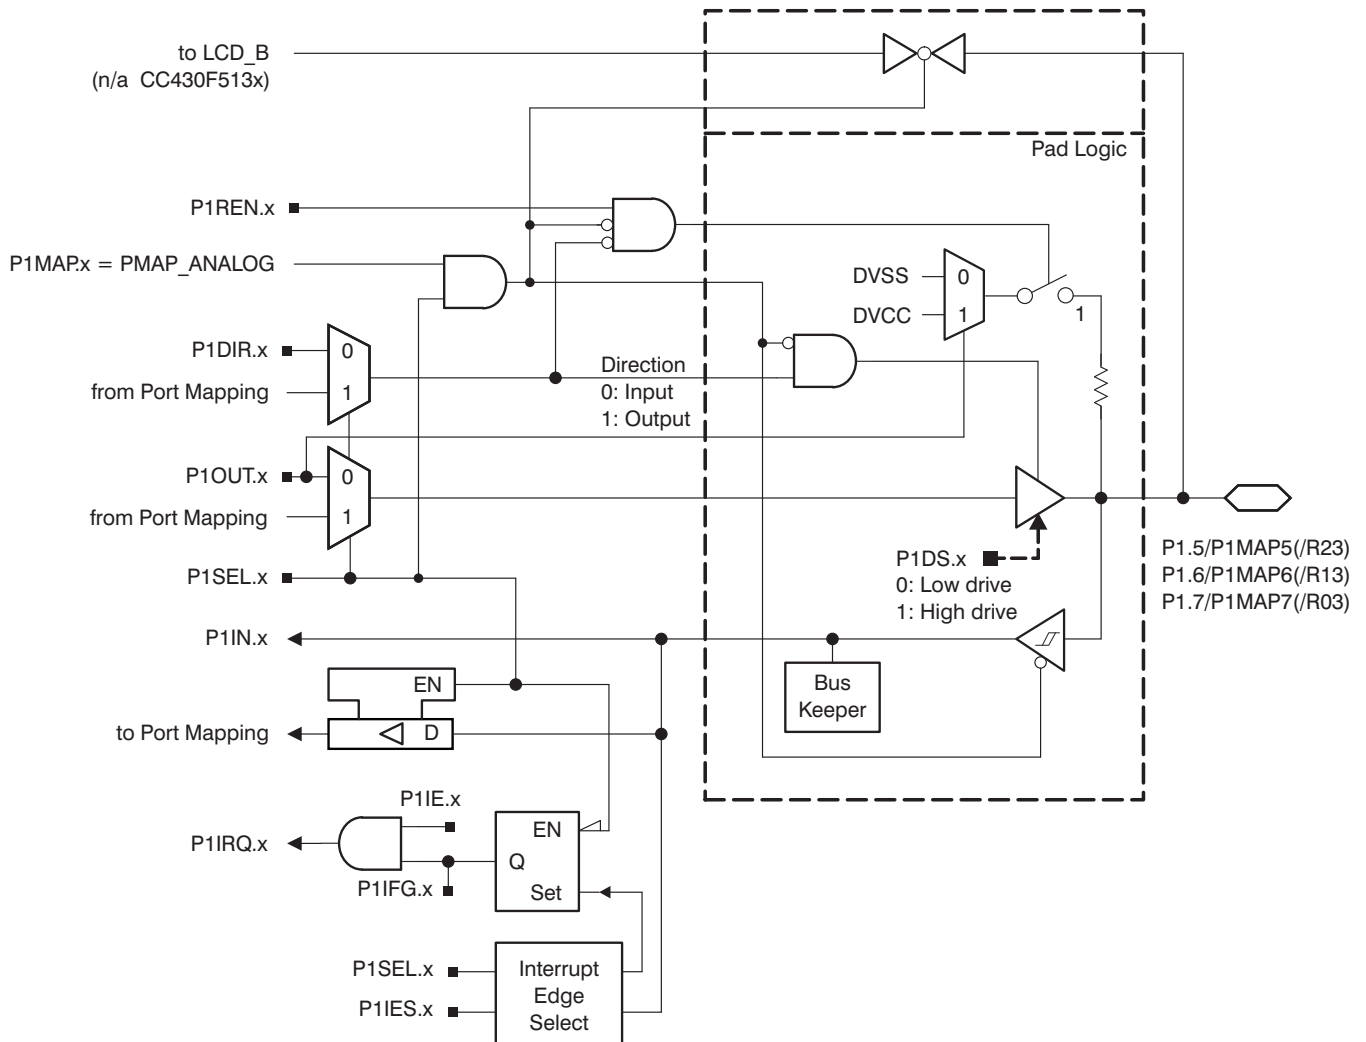 to LCD_B
(n/a CC430F513x)
Pad Logic
P1REN.x
P1MAP.x = PMAP_ANALOG
DVSS
0
DVCC
1
1
P1DIR.x
0
from Port Mapping
1
Direction
0: Input
1: Output
P1OUT.x
0
from Port Mapping
1
P1DS.x
0: Low drive
1: High drive
P1.5/P1MAP5(/R23)
P1.6/P1MAP6(/R13)
P1.7/P1MAP7(/R03)
P1SEL.x
P1IN.x
EN
Bus
Keeper
to Port Mapping
D
P1IE.x
P1IRQ.x
EN
Q
P1IFG.x
Set
P1SEL.x
P1IES.x
Interrupt
Edge
Select